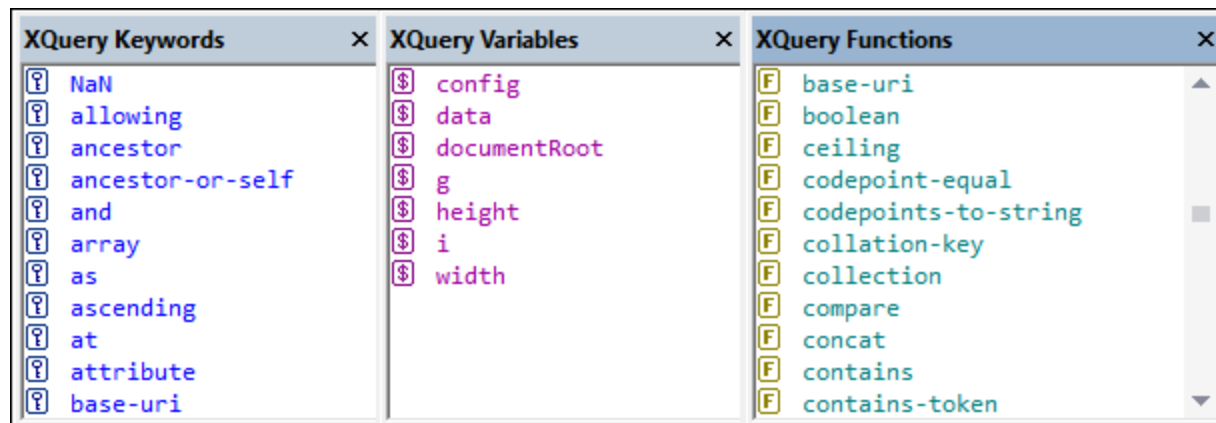 XQuery Keywords
NaN
allowing
ancestor
ancestor-or-self
and
array
as
ascending
at
attribute
base-uri
XQuery Variables
config
data
documentRoot
g
height
i
width
XQuery Functions
base-uri
boolean
ceiling
codepoint-equal
codepoints-to-string
collation-key
collection
compare
concat
contains
contains-token